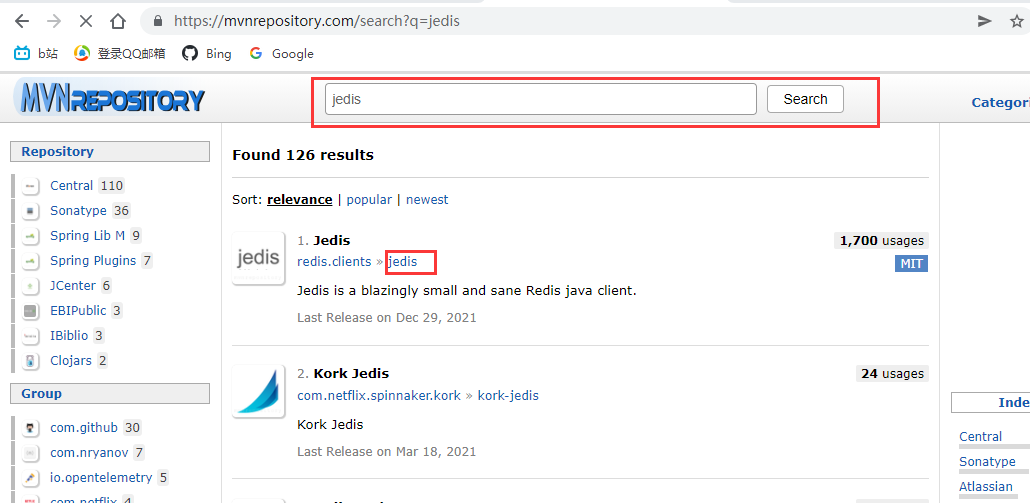 https://mvnrepository.com/search?q=jedis
b站 登录QQ邮箱 Bing Google
MVNREPOSITORY
jedis Search
Categori
Repository
Central 110
Sonatype 36
Spring Lib M 9
Spring Plugins 7
JCenter 6
EBIPublic 3
IBiblio 3
Clojars 2
Group
com.github 30
com.nryanov 7
io.opentelemetry 5
com.netflix 4
Found 126 results
Sort: relevance | popular | newest
jedis
1. Jedis 1,700 usages
redis.clients » jedis MIT
Jedis is a blazingly small and sane Redis java client.
Last Release on Dec 29, 2021
2. Kork Jedis 24 usages
com.netflix.spinnaker.kork » kork-jedis
Kork Jedis
Last Release on Mar 18, 2021
Inde
Central
Sonatype
Atlassian